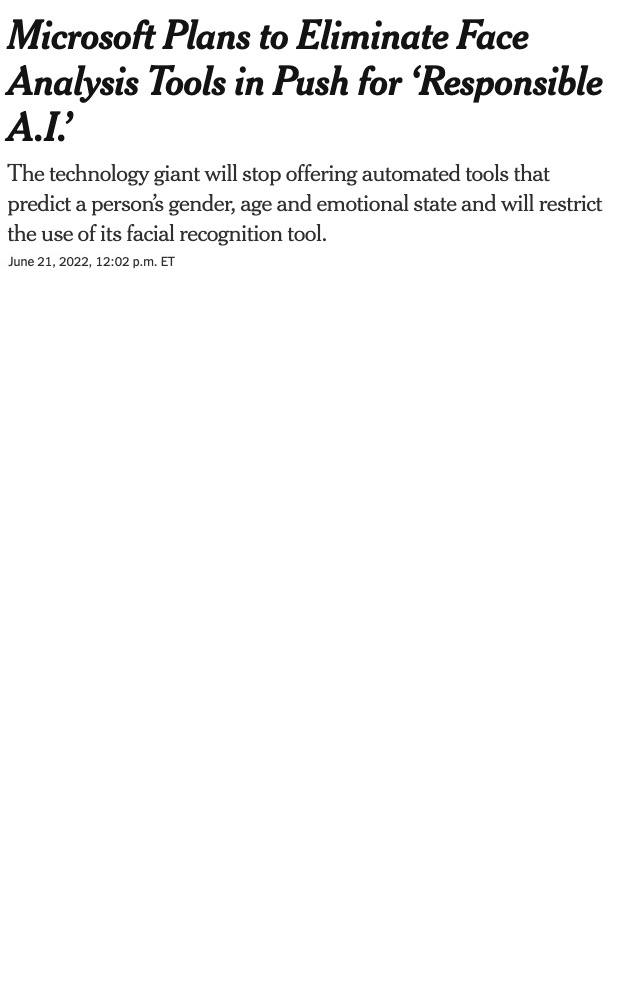 Microsoft Plans to Eliminate Face
Analysis Tools in Push for ‘Responsible
A.I.’
The technology giant will stop offering automated tools that
predict a person’s gender, age and emotional state and will restrict
the use of its facial recognition tool.
June 21, 2022, 12:02 p.m. ET